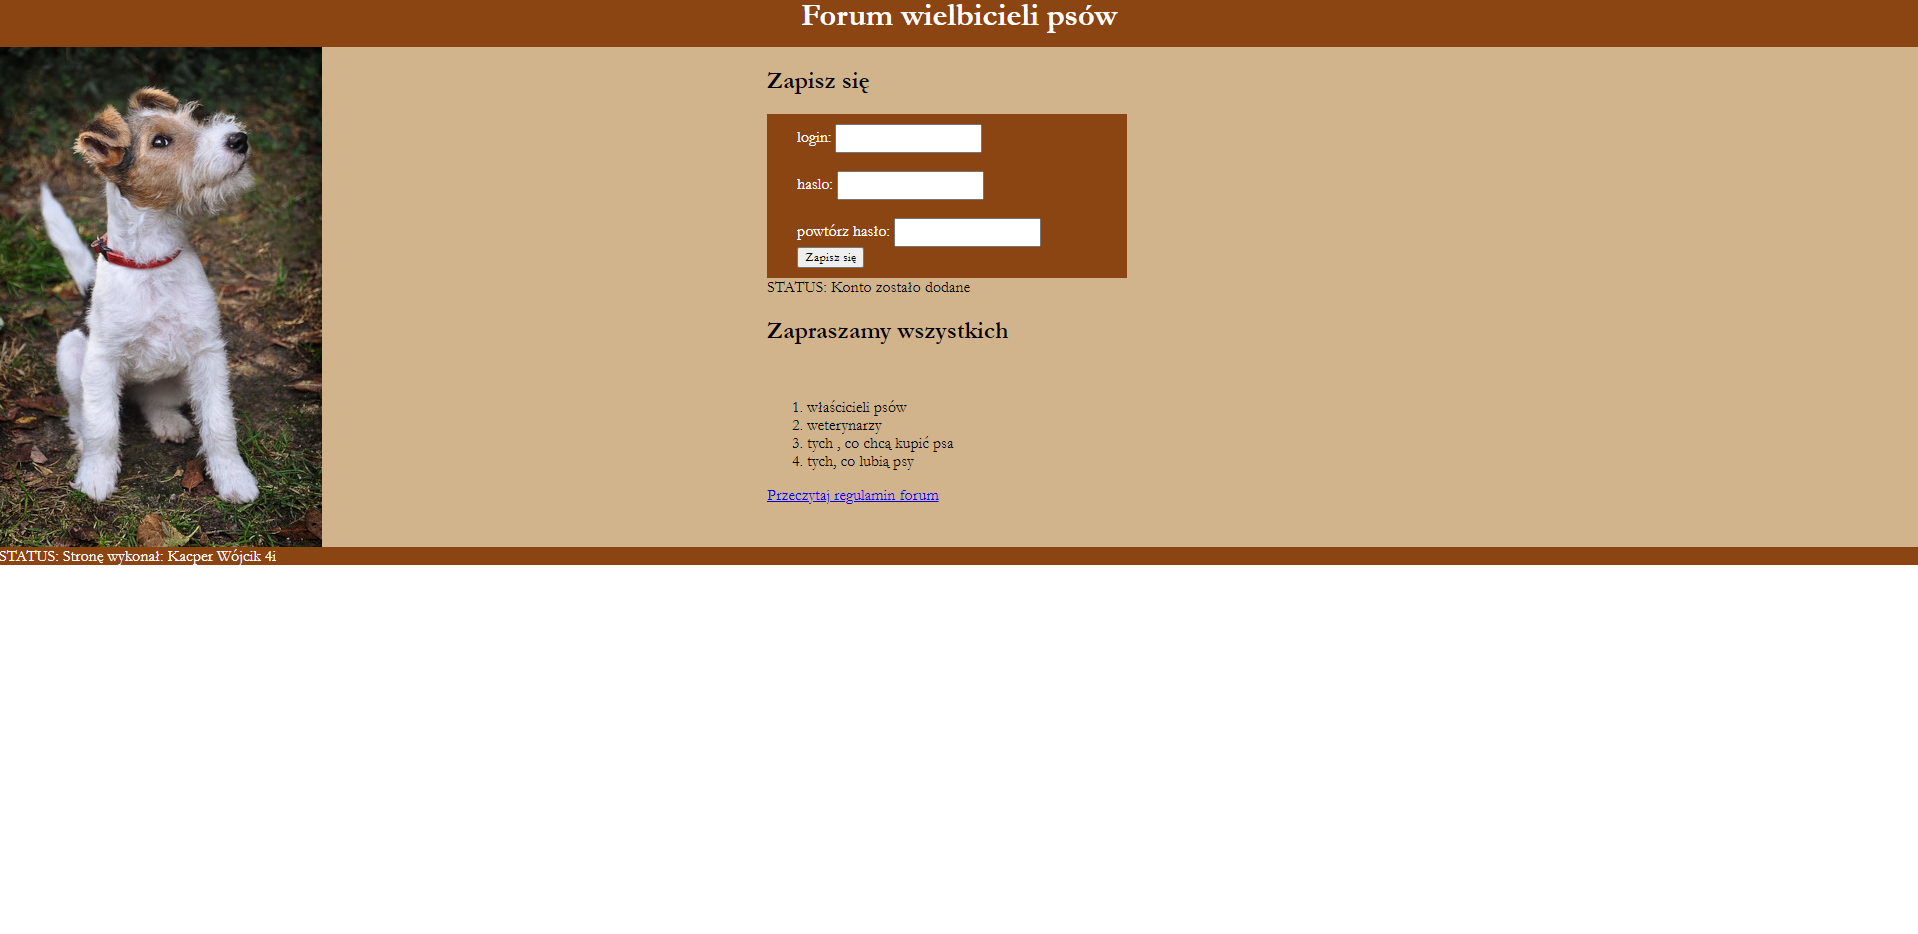 Forum wielbicieli psów
Zapisz się
login:
haslo:
powtórz hasło:
Zapisz się
STATUS: Konto zostało dodane
Zapraszamy wszystkich
1. właścicieli psów
2. weterynarzy
3. tych , co chcą kupić psa
4. tych, co lubią psy
Przeczytaj regulamin forum
STATUS: Stronę wykonał: Kacper Wójcik 4i